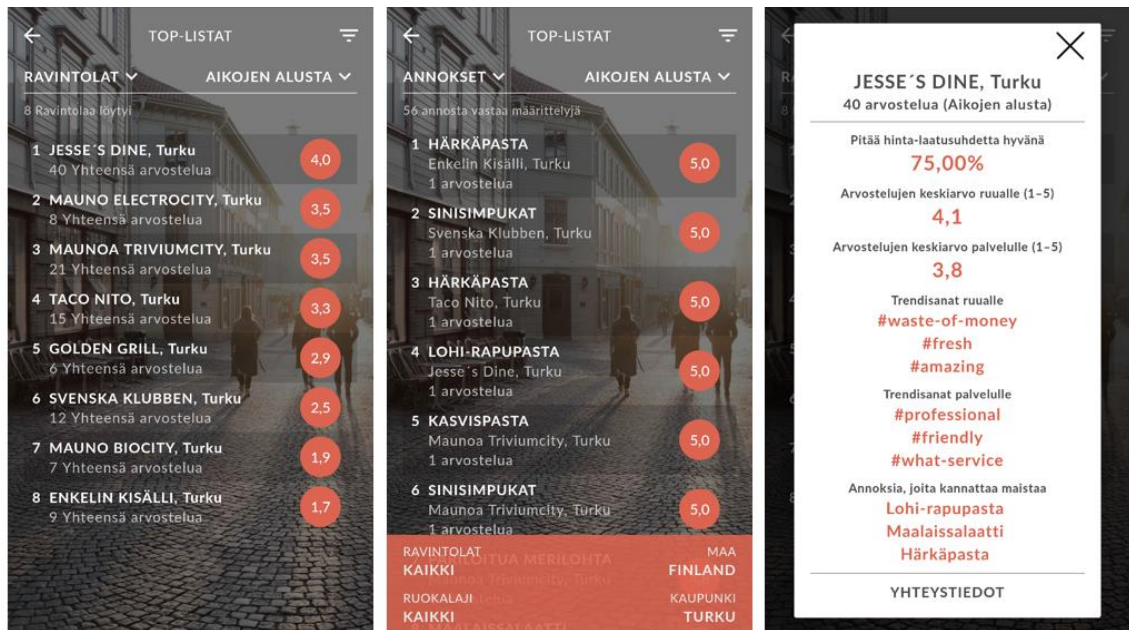 TOP-LISTAT
RAVINTOLAT
AIKOJEN ALUSTA
8 Ravintolaa löytyi
1 JESSE´S DINE, Turku
40 Yhteensä arvostelua
4,0
2 MAUNO ELECTROCITY, Turku
8 Yhteensä arvostelua
3,5
3 MAUNOA TRIVIUMCITY, Turku
21 Yhteensä arvostelua
3,5
4 TACO NITO, Turku
15 Yhteensä arvostelua
3,3
5 GOLDEN GRILL, Turku
6 Yhteensä arvostelua
2,9
6 SVENSKA KLUBBEN, Turku
12 Yhteensä arvostelua
2,5
7 MAUNO BIOCITY, Turku
7 Yhteensä arvostelua
1,9
8 ENKELIN KISÄLLI, Turku
9 Yhteensä arvostelua
1,7
TOP-LISTAT
ANNOKSET
AIKOJEN ALUSTA
56 annosta vastaa määrittelyjä
1 HÄRKÄPASTA
Enkelin Kisälli, Turku
1 arvostelua
5,0
2 SINISIMPUKAT
Svenska Klubben, Turku
1 arvostelua
5,0
3 HÄRKÄPASTA
Taco Nito, Turku
1 arvostelua
5,0
4 LOHI-RAPUPASTA
Jesse´s Dine, Turku
1 arvostelua
5,0
5 KASVISPASTA
Maunoa Triviumcity, Turku
1 arvostelua
5,0
6 SINISIMPUKAT
Maunoa Triviumcity, Turku
1 arvostelua
5,0
RAVINTOLAT
KAIKKI
MAA
FINLAND
RUOKALAJI
KAIKKI
KAUPUNKI
TURKU
JESSE´S DINE, Turku
40 arvostelua (Aikojen alusta)
Pitää hinta-laatusuhdetta hyvänä
75,00%
Arvostelujen keskiarvo ruualle (1–5)
4,1
Arvostelujen keskiarvo palvelulle (1–5)
3,8
Trendisanat ruualle
#waste-of-money
#fresh
#amazing
Trendisanat palvelulle
#professional
#friendly
#what-service
Annoksia, joita kannattaa maistaa
Lohi-rapupasta
Maalaissalaatti
Härkäpasta
YHTEYSTIEDOT